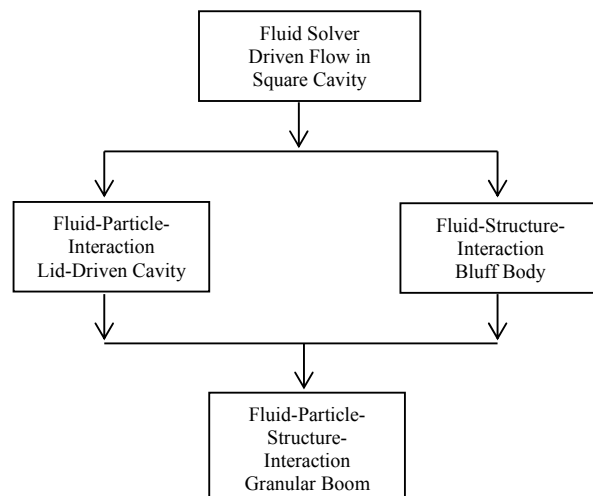 Fluid Solver
Driven Flow in
Square Cavity
Fluid-Particle-
Interaction
Lid-Driven Cavity
Fluid-Structure-
Interaction
Bluff Body
Fluid-Particle-
Structure-
Interaction
Granular Boom